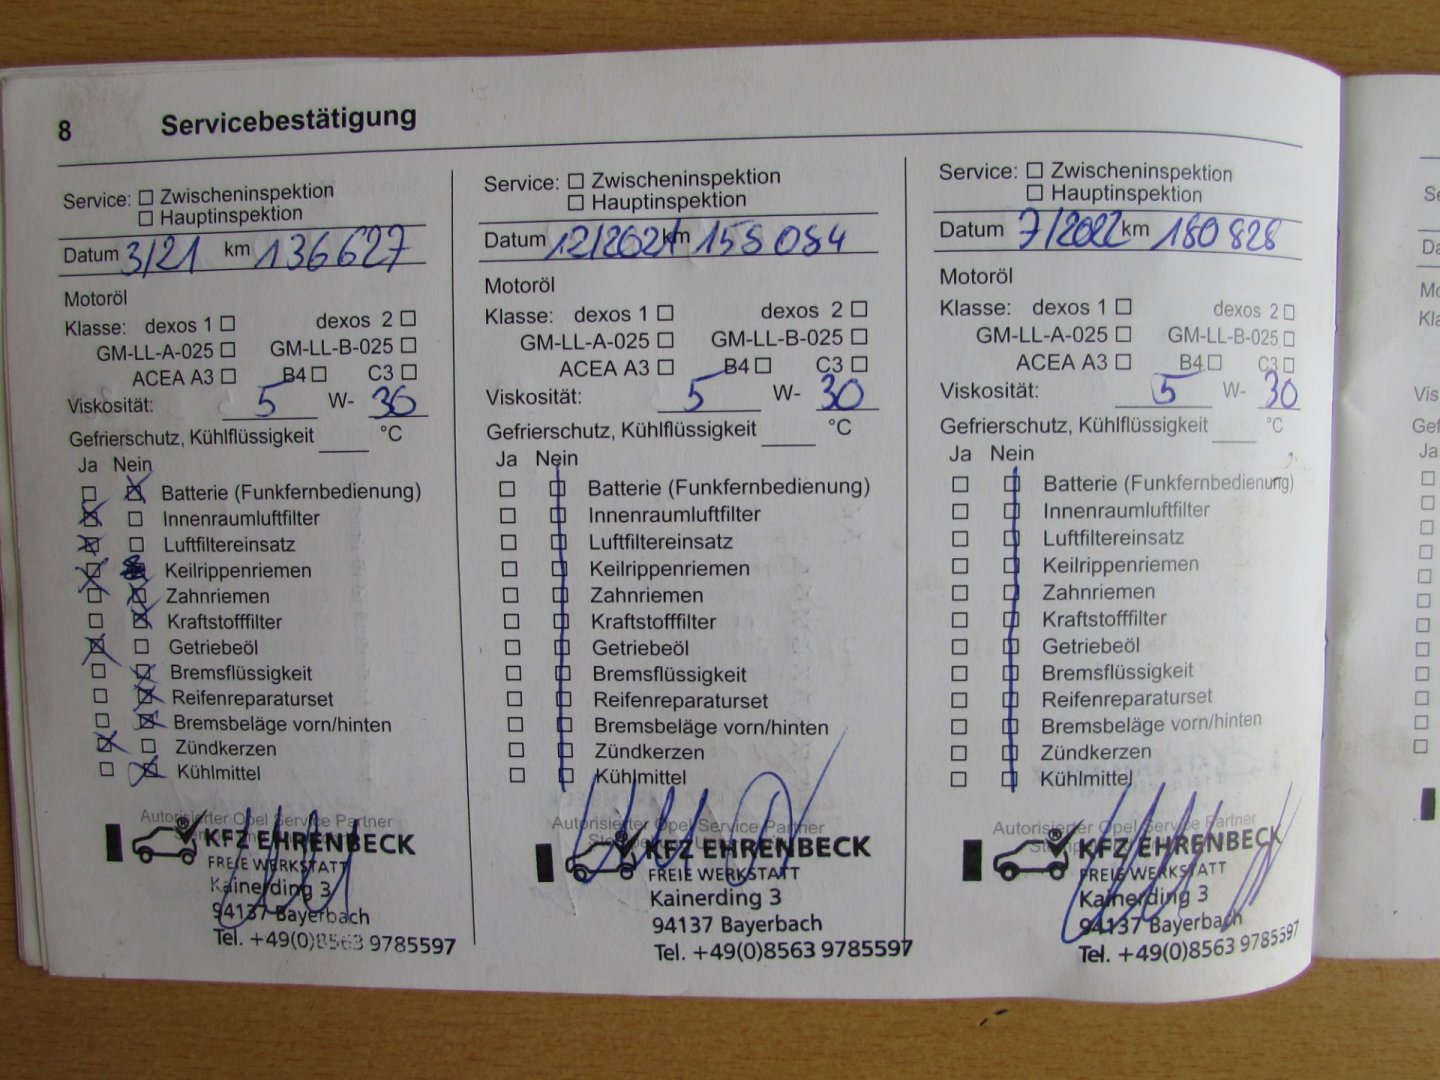 8 Servicebestätigung
Service: Zwischeninspektion
Hauptinspektion
Datum 3/21 km 136627
Motoröl
Klasse: dexos 1 dexos 2
GM-LL-A-025 GM-LL-B-025
ACEA A3 B4 C3
Viskosität: 5 W- 30
Gefrierschutz, Kühlflüssigkeit °C
Ja Nein
Batterie (Funkfernbedienung)
Innenraumluftfilter
Luftfiltereinsatz
Keilrippenriemen
Zahnriemen
Kraftstofffilter
Getriebeöl
Bremsflüssigkeit
Reifenreparaturset
Bremsbeläge vorn/hinten
Zündkerzen
Kühlmittel
Autorisierter Opel Service Partner
KFZ EHRENBECK
FREIE WERKSTATT
Kainerding 3
94137 Bayerbach
Tel. +49(0)8563 9785597
Service: Zwischeninspektion
Hauptinspektion
Datum 12/2021 km 155084
Motoröl
Klasse: dexos 1 dexos 2
GM-LL-A-025 GM-LL-B-025
ACEA A3 B4 C3
Viskosität: 5 W- 30
Gefrierschutz, Kühlflüssigkeit °C
Ja Nein
Batterie (Funkfernbedienung)
Innenraumluftfilter
Luftfiltereinsatz
Keilrippenriemen
Zahnriemen
Kraftstofffilter
Getriebeöl
Bremsflüssigkeit
Reifenreparaturset
Bremsbeläge vorn/hinten
Zündkerzen
Kühlmittel
Autorisierter Opel Service Partner
KFZ EHRENBECK
FREIE WERKSTATT
Kainerding 3
94137 Bayerbach
Tel. +49(0)8563 9785597
Service: Zwischeninspektion
Hauptinspektion
Datum 7/2022 km 180828
Motoröl
Klasse: dexos 1 dexos 2
GM-LL-A-025 GM-LL-B-025
ACEA A3 B4 C3
Viskosität: 5 W- 30
Gefrierschutz, Kühlflüssigkeit °C
Ja Nein
Batterie (Funkfernbedienung)
Innenraumluftfilter
Luftfiltereinsatz
Keilrippenriemen
Zahnriemen
Kraftstofffilter
Getriebeöl
Bremsflüssigkeit
Reifenreparaturset
Bremsbeläge vorn/hinten
Zündkerzen
Kühlmittel
Autorisierter Opel Service Partner
KFZ EHRENBECK
FREIE WERKSTATT
Kainerding 3
94137 Bayerbach
Tel. +49(0)8563 9785597
Ja